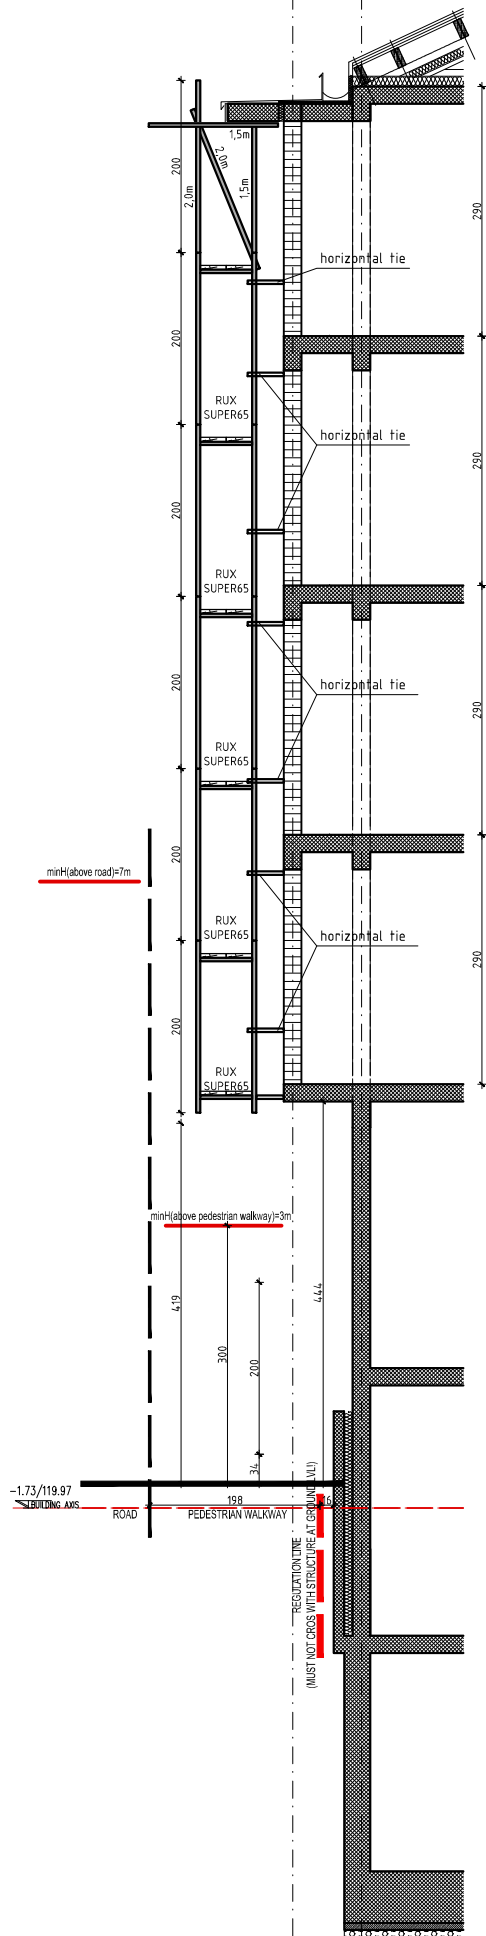 1,5m
2,0m
200
2,0m
1,5m
290
horizontal tie
200
RUX
SUPER65
horizontal tie
290
200
RUX
SUPER65
200
horizontal tie
290
RUX
SUPER65
200
minH(above road)=7m
RUX
SUPER65
horizontal tie
290
200
RUX
SUPER65
minH(above pedestrian walkway)=3m
419
300
200
444
34
-1.73/119.97
BUILDING AXIS
198
16
ROAD
PEDESTRIAN WALKWAY
REGULATION LINE
(MUST NOT CROS WITH STRUCTURE AT GROUND LVL!)